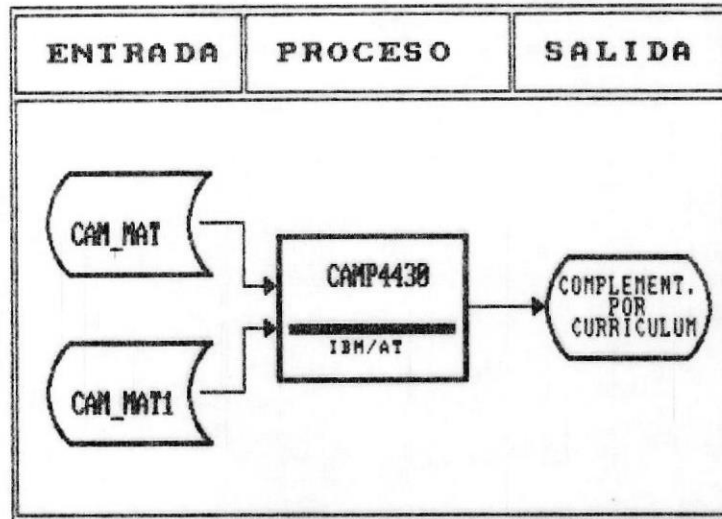 ENTRADA
PROCESO
SALIDA
CAM_MAT
CAM_MAT1
CAMP4430
IBM/AT
COMPLEMENT.
POR
CURRICULUM